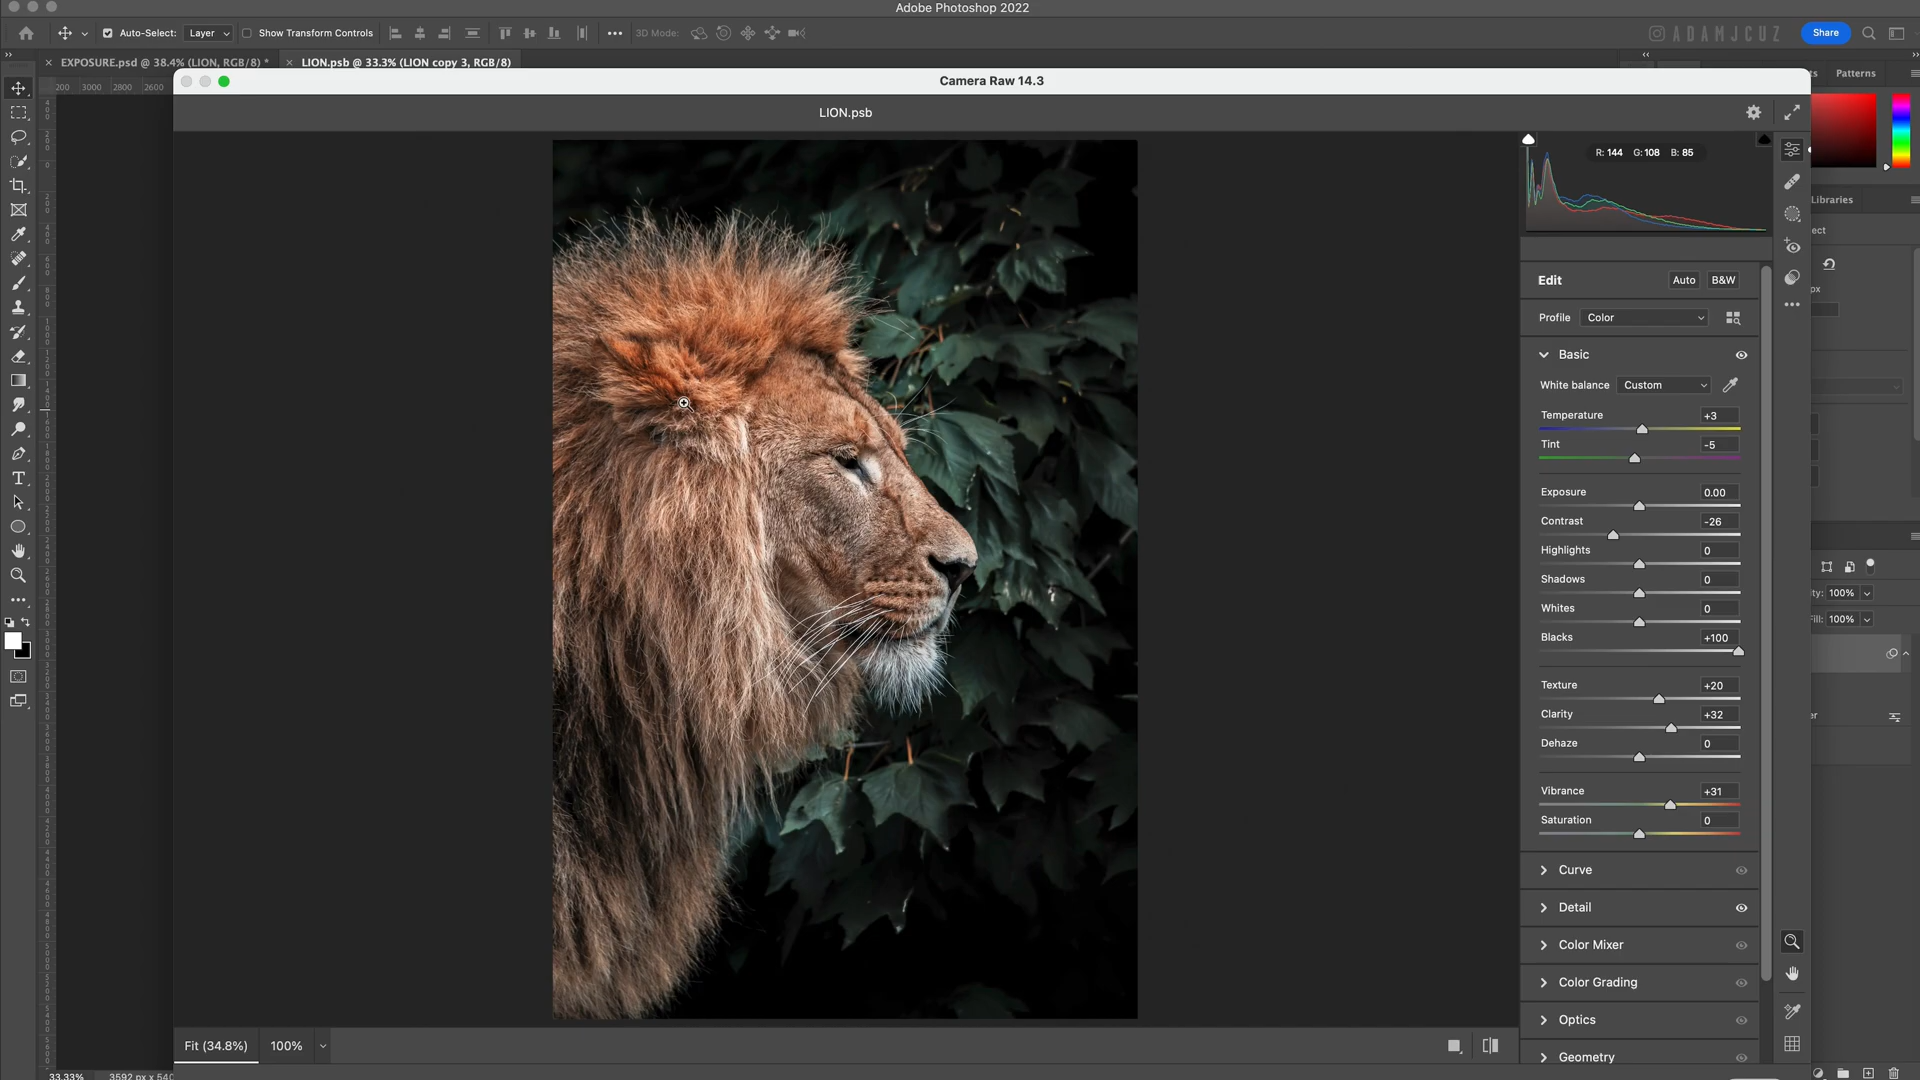 Adobe Photoshop 2022
Auto-Select: Layer Show Transform Controls 3D Mode: ADAMJCUZ Share
EXPOSURE.psd @ 38.4% (LION, RGB/8) * LION.psb @ 33.3% (LION copy 3, RGB/8)
Patterns
Camera Raw 14.3
200 3000 2800 2600
LION.psb
R: 144 G: 108 B: 85
Libraries
Edit Auto B&W
px
Profile Color
Basic
White balance Custom
Temperature +3
Tint -5
Exposure 0.00
Contrast -26
Highlights 0
Shadows 0
100%
Whites 0
Fill: 100%
Blacks +100
Texture +20
Clarity +32
Dehaze 0
Vibrance +31
Saturation 0
Curve
Detail
Color Mixer
Color Grading
Optics
Fit (34.8%) 100%
Geometry
33.33% 3592 px x 540